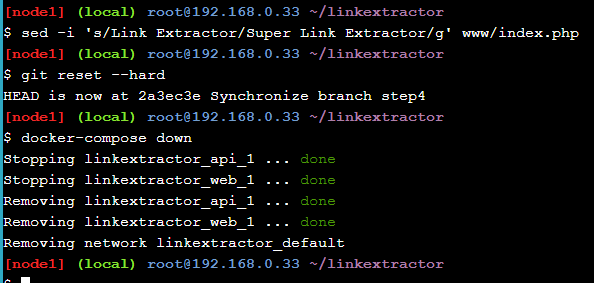 [node1] (local) root@192.168.0.33 ~/linkextractor
$ sed -i 's/Link Extractor/Super Link Extractor/g' www/index.php
[node1] (local) root@192.168.0.33 ~/linkextractor
$ git reset --hard
HEAD is now at 2a3ec3e Synchronize branch step4
[node1] (local) root@192.168.0.33 ~/linkextractor
$ docker-compose down
Stopping linkextractor_api_1 ... done
Stopping linkextractor_web_1 ... done
Removing linkextractor_api_1 ... done
Removing linkextractor_web_1 ... done
Removing network linkextractor_default
[node1] (local) root@192.168.0.33 ~/linkextractor
$